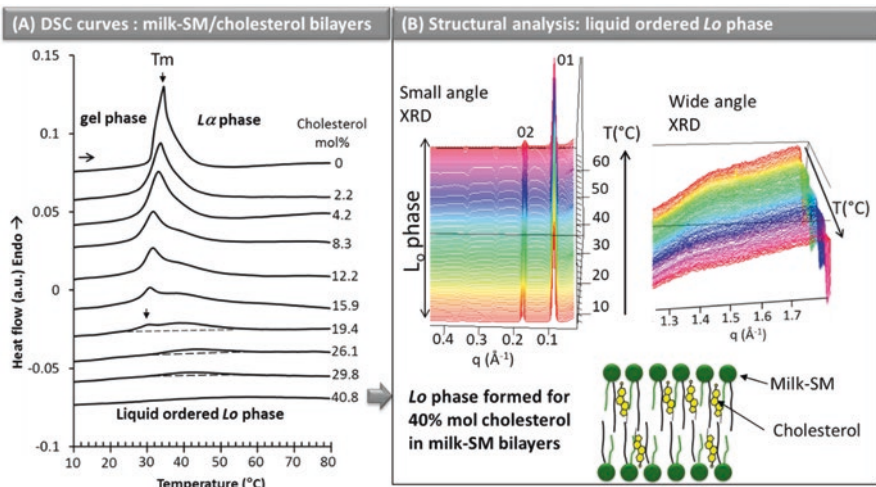 (A) DSC curves : milk-SM/cholesterol bilayers
0.15
0.1
0.05
0
-0.05
-0.1
Heat flow (a.u.) Endo →
Tm
gel phase
Lα phase
Cholesterol
mol%
0
2.2
4.2
8.3
12.2
15.9
19.4
26.1
29.8
40.8
Liquid ordered Lo phase
10 20 30 40 50 60 70 80
Temperature (°C)
(B) Structural analysis: liquid ordered Lo phase
Small angle
XRD
01
02
T(°C)
60
50
40
30
20
10
Lo phase
0.4 0.3 0.2 0.1
q (Å-1)
Wide angle
XRD
T(°C)
1.3 1.4 1.5 1.6 1.7
q (Å-1)
Lo phase formed for
40% mol cholesterol
in milk-SM bilayers
Milk-SM
Cholesterol